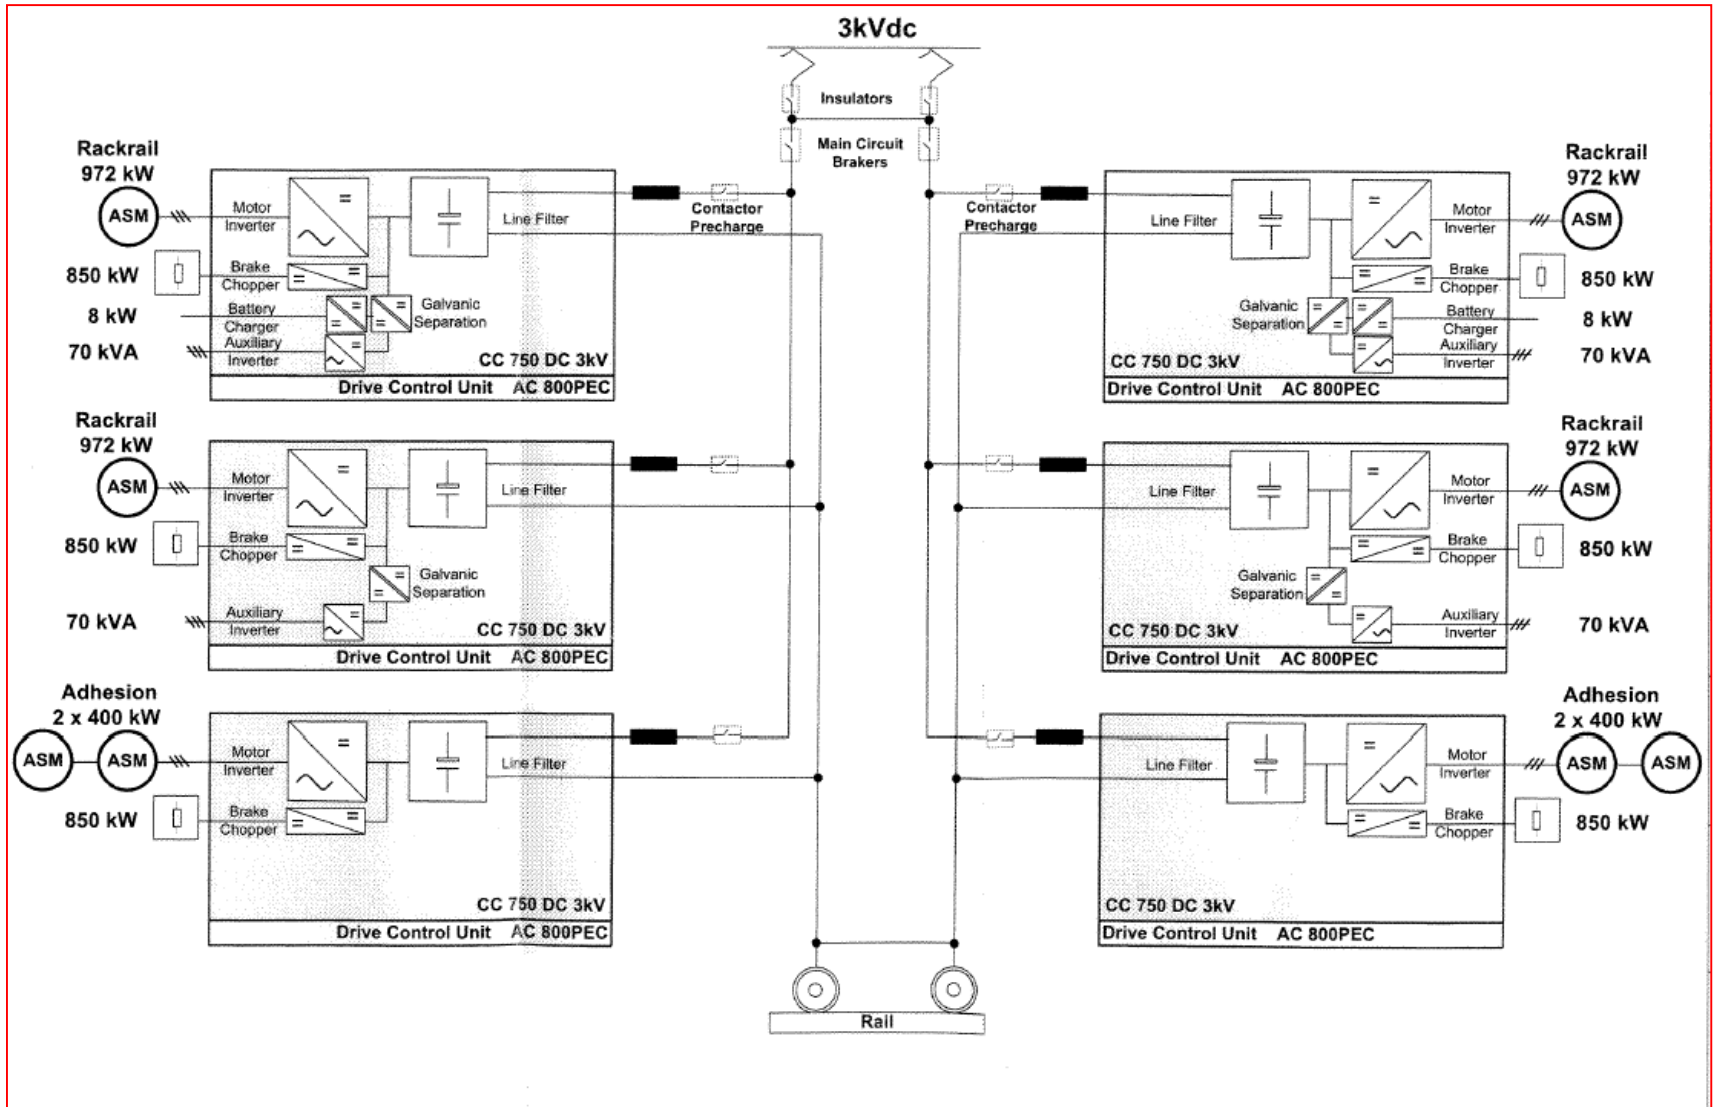 3kVdc
Insulators
Main Circuit
Brakers
Rackrail
972 kW
ASM
Motor
Inverter
Line Filter
Contactor
Precharge
850 kW
Brake
Chopper
8 kW
Battery
Charger
Galvanic
Separation
70 kVA
Auxiliary
Inverter
CC 750 DC 3kV
Drive Control Unit AC 800PEC
Rackrail
972 kW
ASM
Motor
Inverter
Line Filter
850 kW
Brake
Chopper
Galvanic
Separation
70 kVA
Auxiliary
Inverter
CC 750 DC 3kV
Drive Control Unit AC 800PEC
Adhesion
2 x 400 kW
ASM
ASM
Motor
Inverter
Line Filter
850 kW
Brake
Chopper
CC 750 DC 3kV
Drive Control Unit AC 800PEC
Rackrail
972 kW
Contactor
Precharge
Line Filter
Motor
Inverter
ASM
Brake
Chopper
850 kW
Galvanic
Separation
Battery
Charger
8 kW
Auxiliary
Inverter
70 kVA
CC 750 DC 3kV
Drive Control Unit AC 800PEC
Rackrail
972 kW
Line Filter
Motor
Inverter
ASM
Brake
Chopper
850 kW
Galvanic
Separation
Auxiliary
Inverter
70 kVA
CC 750 DC 3kV
Drive Control Unit AC 800PEC
Adhesion
2 x 400 kW
Line Filter
Motor
Inverter
ASM
ASM
Brake
Chopper
850 kW
CC 750 DC 3kV
Drive Control Unit AC 800PEC
Rail